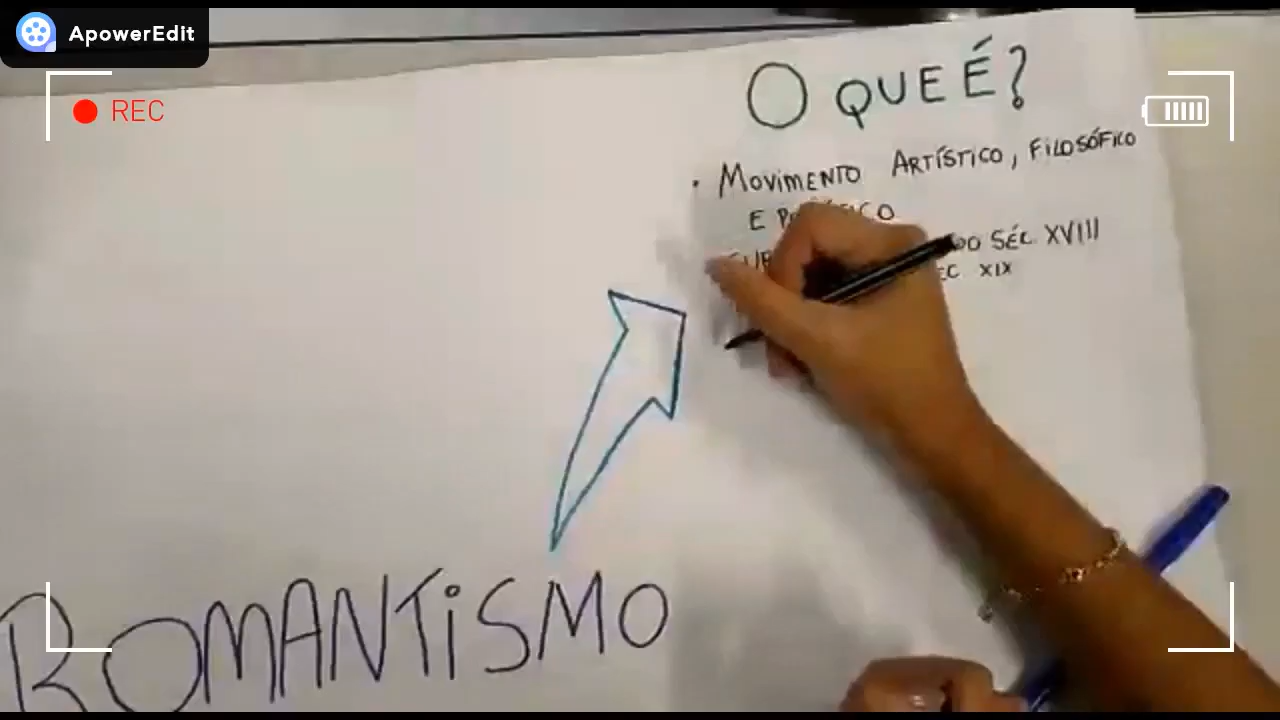 ApowerEdit
REC
O QUE É?
• MOVIMENTO ARTÍSTICO, FILOSÓFICO
E
SÉC XVIII
XIX
ROMANTISMO